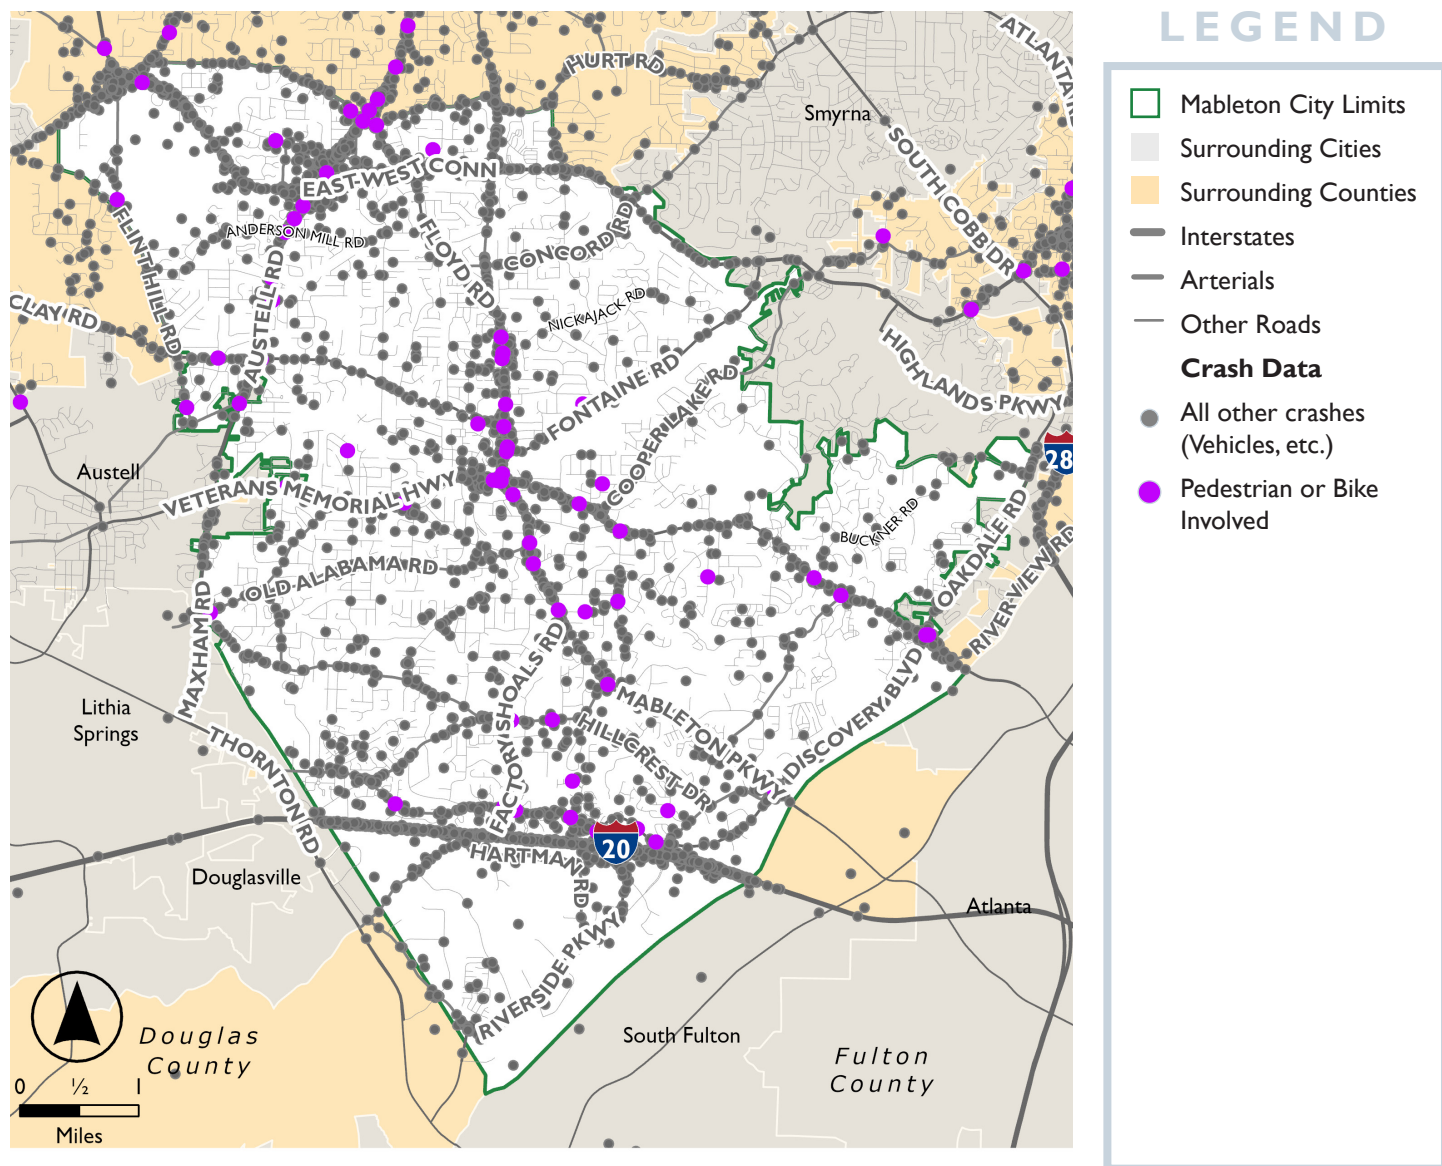 LEGEND
Mableton City Limits
Surrounding Cities
Surrounding Counties
Interstates
Arterials
Other Roads
Crash Data
All other crashes
(Vehicles, etc.)
Pedestrian or Bike
Involved
HURT RD
Smyrna
SOUTH COBB DR
EAST-WEST CONN
ANDERSON MILL RD
FLINT HILL RD
FLOYD RD
CONCORD RD
CLAY RD
AUSTELL RD
NICKAJACK RD
HIGHLANDS PKWY
FONTAINE RD
COOPER LAKE RD
28
Austell
VETERANS MEMORIAL HWY
BUCKNER RD
OAKDALE RD
RIVERVIEW RD
OLD ALABAMA RD
MAXHAM RD
FACTORY SHOALS RD
Lithia
Springs
MABLETON PKWY
DISCOVERY BLVD
HILLCREST DR
THORNTON RD
20
HARTMAN RD
Douglasville
Atlanta
RIVERSIDE PKWY
South Fulton
Douglas
County
Fulton
County
0 ½ 1
Miles